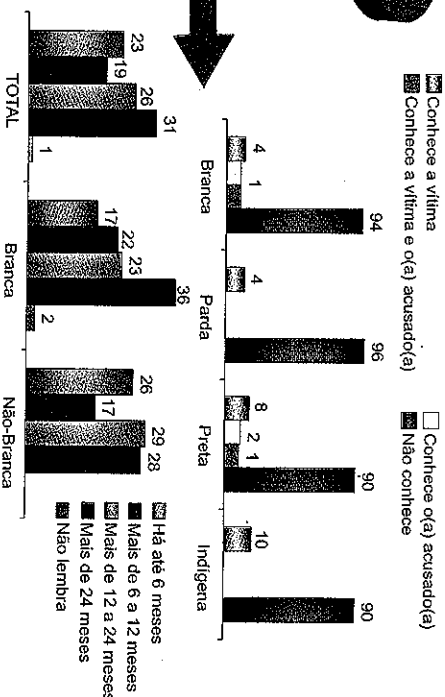 Conhece a vítima
Conhece o(a) acusado(a)
Conhece a vítima e o(a) acusado(a)
Não conhece
4
1
94
4
96
8
2
1
90
10
90
Branca
Parda
Preta
Indígena
23
19
26
31
1
17
22
23
36
2
26
17
29
28
TOTAL
Branca
Não-Branca
Há até 6 meses
Mais de 6 a 12 meses
Mais de 12 a 24 meses
Mais de 24 meses
Não lembra